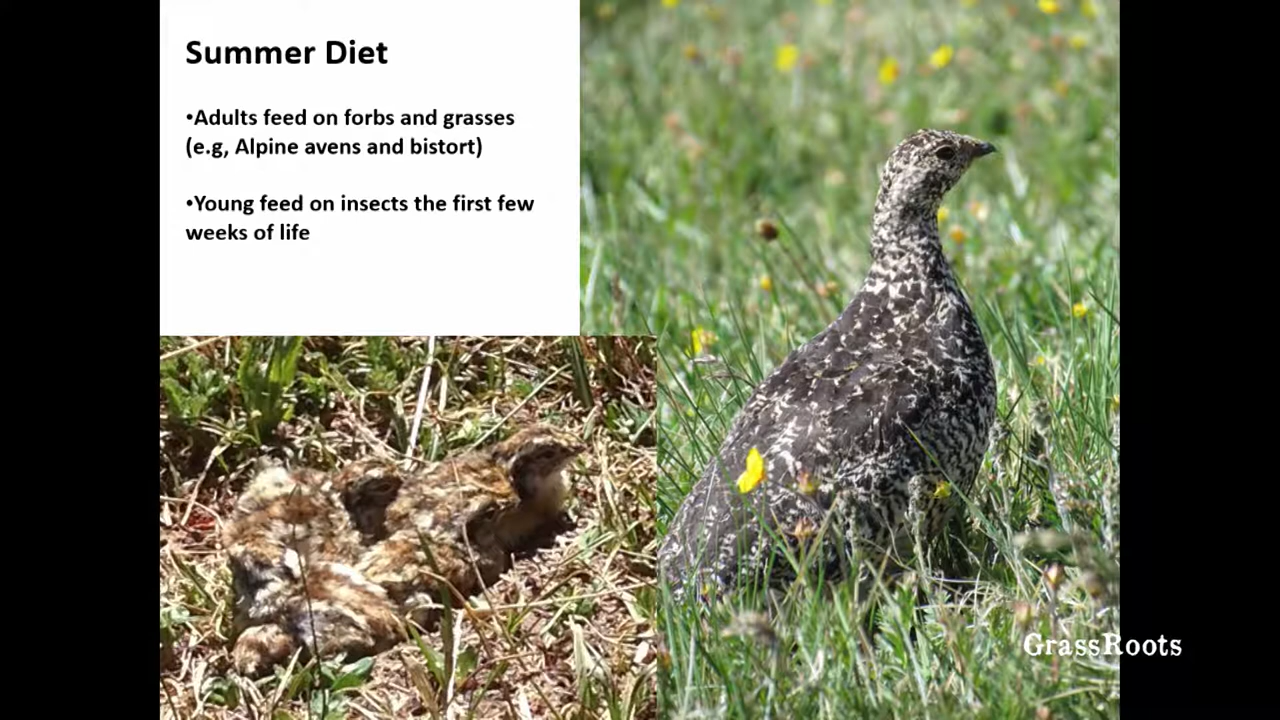 Summer Diet
•Adults feed on forbs and grasses
(e.g, Alpine avens and bistort)
•Young feed on insects the first few
weeks of life
GrassRoots